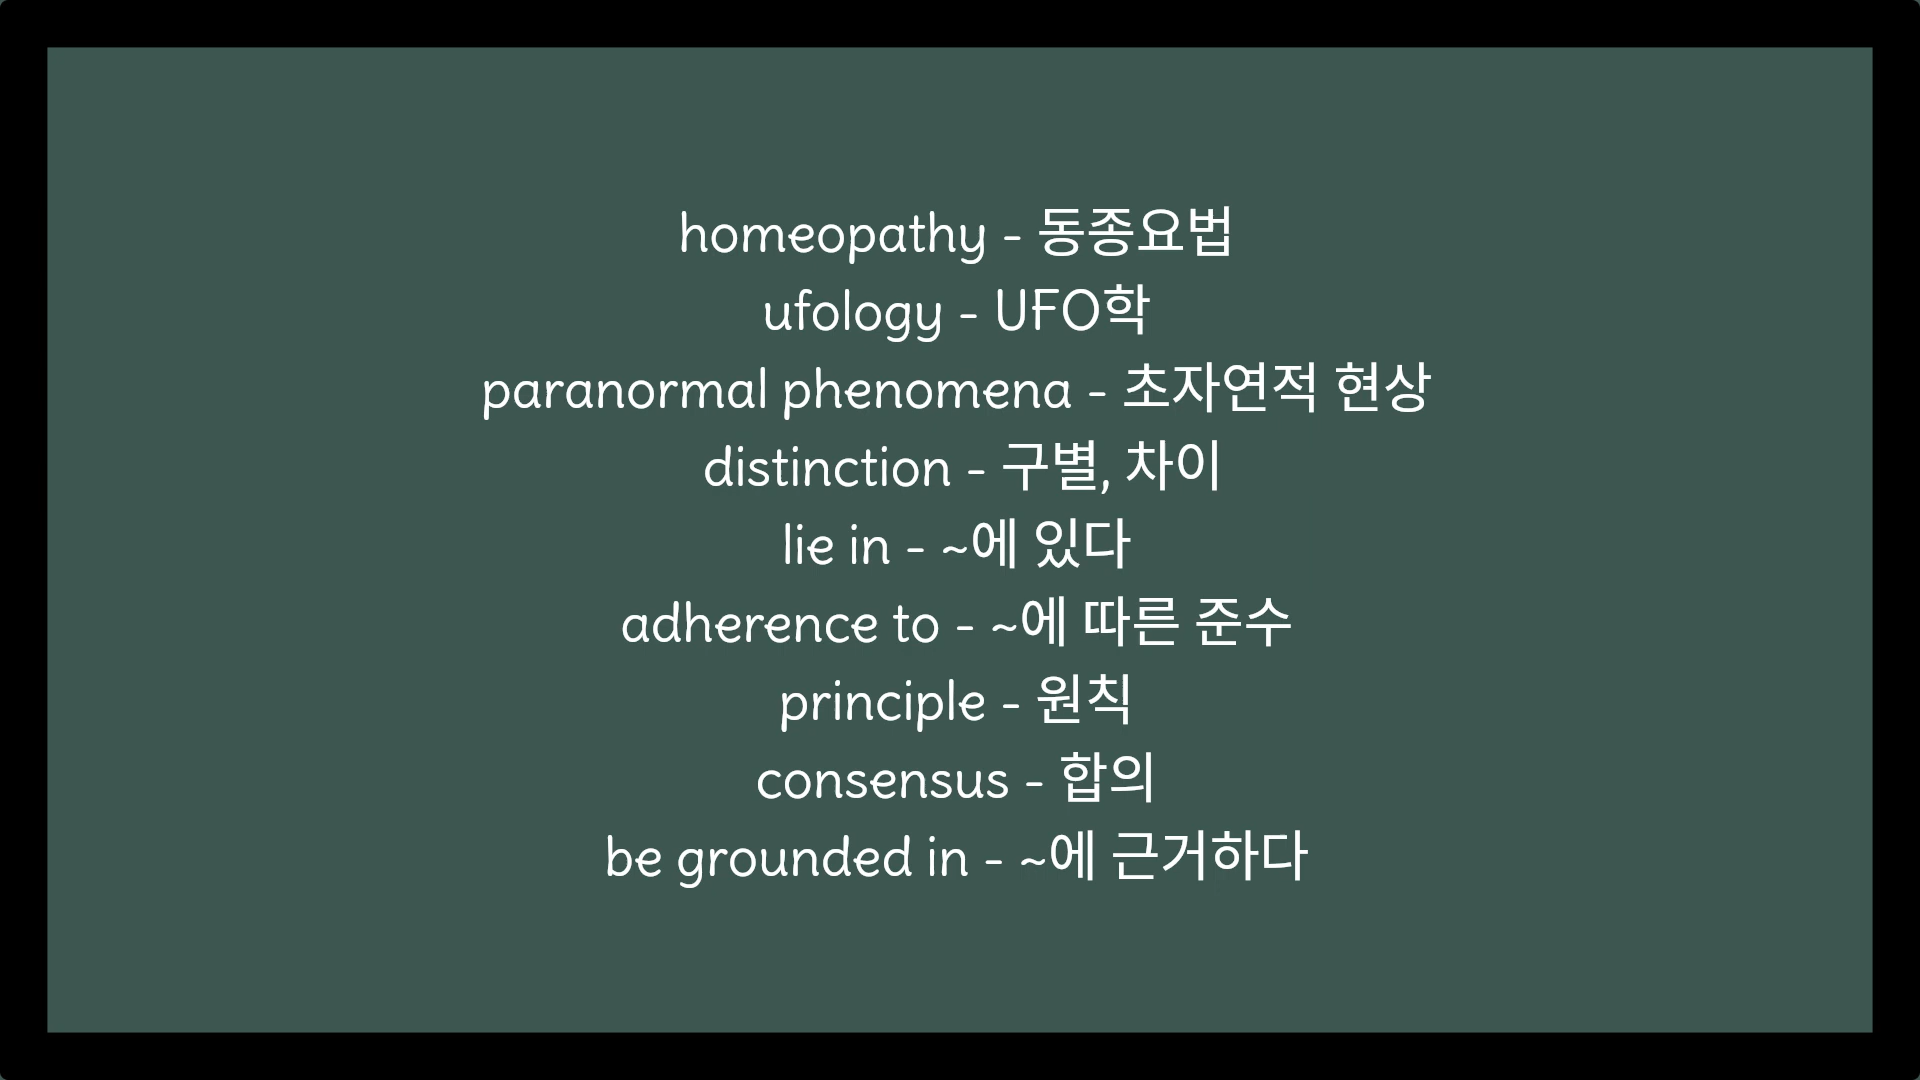 homeopathy - 동종요법
ufology - UFO학
paranormal phenomena - 초자연적 현상
distinction - 구별, 차이
lie in - ~에 있다
adherence to - ~에 따른 준수
principle - 원칙
consensus - 합의
be grounded in - ~에 근거하다